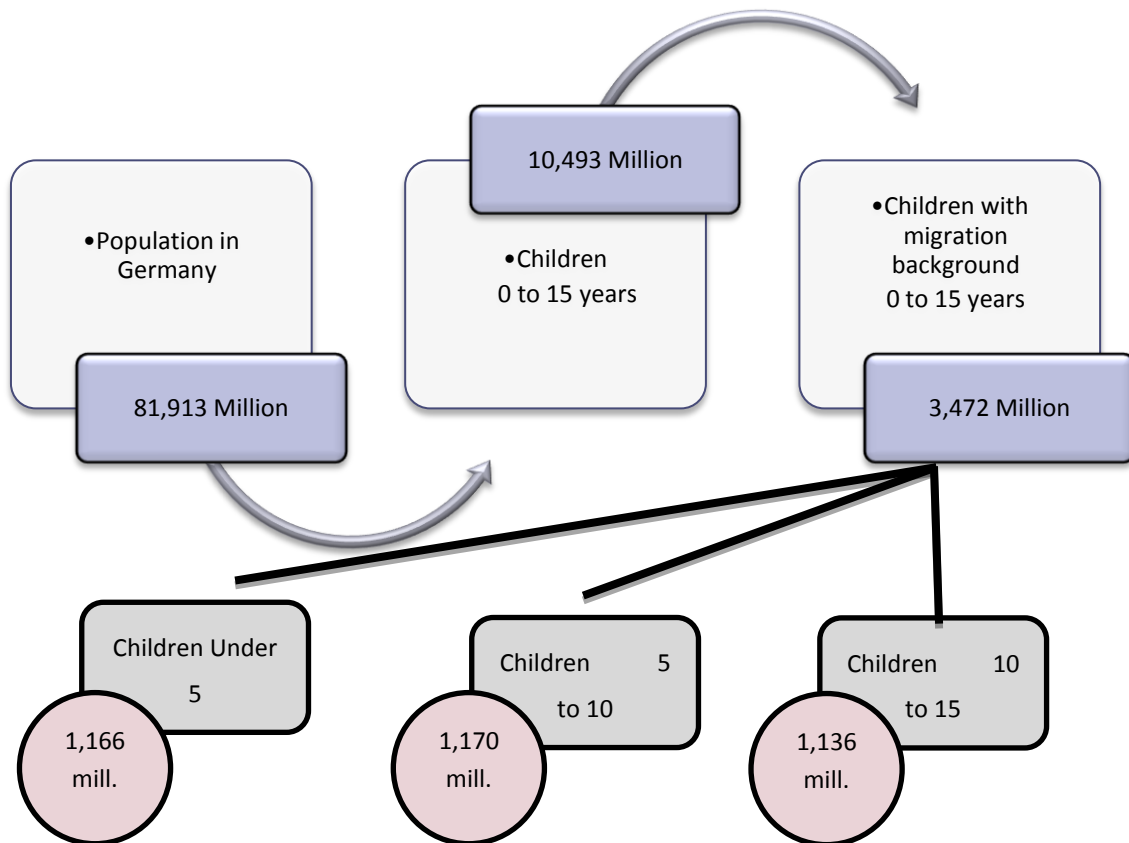 •Population in
Germany
81,913 Million
10,493 Million
•Children
0 to 15 years
•Children with
migration
background
0 to 15 years
3,472 Million
Children Under
5
1,166
mill.
Children 5
to 10
1,170
mill.
Children 10
to 15
1,136
mill.